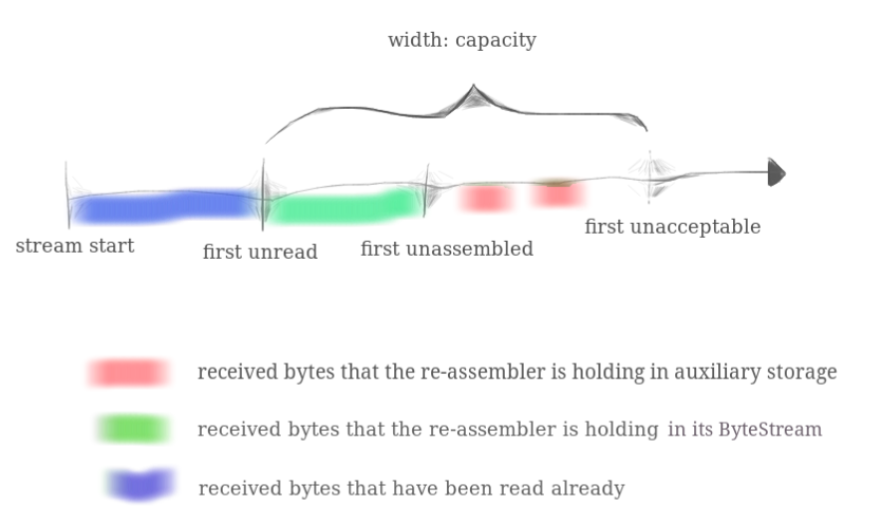 width: capacity
stream start
first unread
first unassembled
first unacceptable
received bytes that the re-assembler is holding in auxiliary storage
received bytes that the re-assembler is holding in its ByteStream
received bytes that have been read already